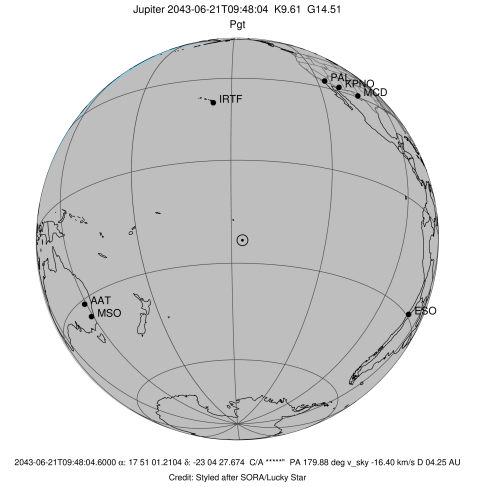 Jupiter 2043-06-21T09:48:04 K9.61 G14.51
Pgt
PAL
KPNO
MCD
IRTF
AAT
MSO
ESO
2043-06-21T09:48:04.6000 α: 17 51 01.2104 δ: -23 04 27.674 C/A *****" PA 179.88 deg v_sky -16.40 km/s D 04.25 AU
Credit: Styled after SORA/Lucky Star